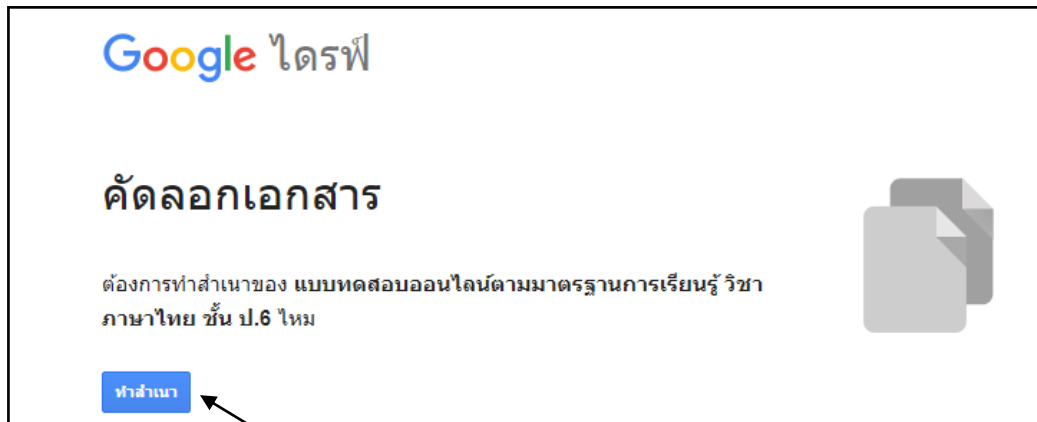 Google ไดรฟ์
คัดลอกเอกสาร
ต้องการทำสำเนาของ แบบทดสอบออนไลน์ตามมาตรฐานการเรียนรู้ วิชา
ภาษาไทย ชั้น ป.6 ไหม
ทำสำเนา